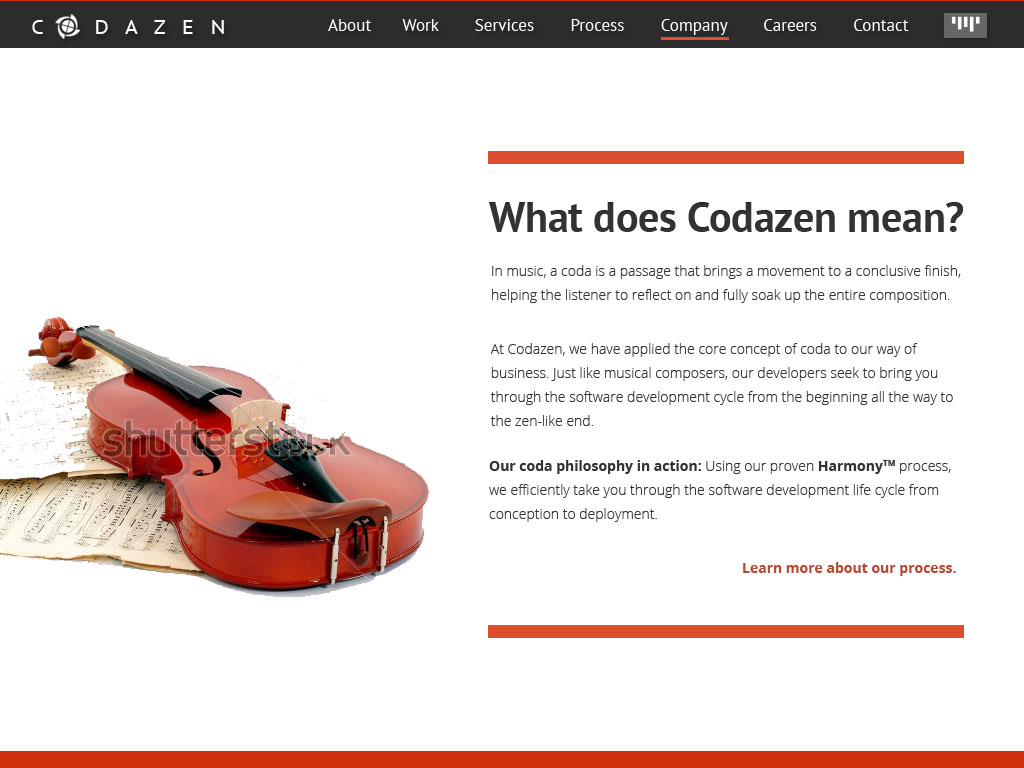 CODAZEN
About Work Services Process Company Careers Contact
What does Codazen mean?
In music, a coda is a passage that brings a movement to a conclusive finish,
helping the listener to reflect on and fully soak up the entire composition.
At Codazen, we have applied the core concept of coda to our way of
business. Just like musical composers, our developers seek to bring you
through the software development cycle from the beginning all the way to
the zen-like end.
shutterstock
Our coda philosophy in action: Using our proven Harmony™ process,
we efficiently take you through the software development life cycle from
conception to deployment.
Learn more about our process.